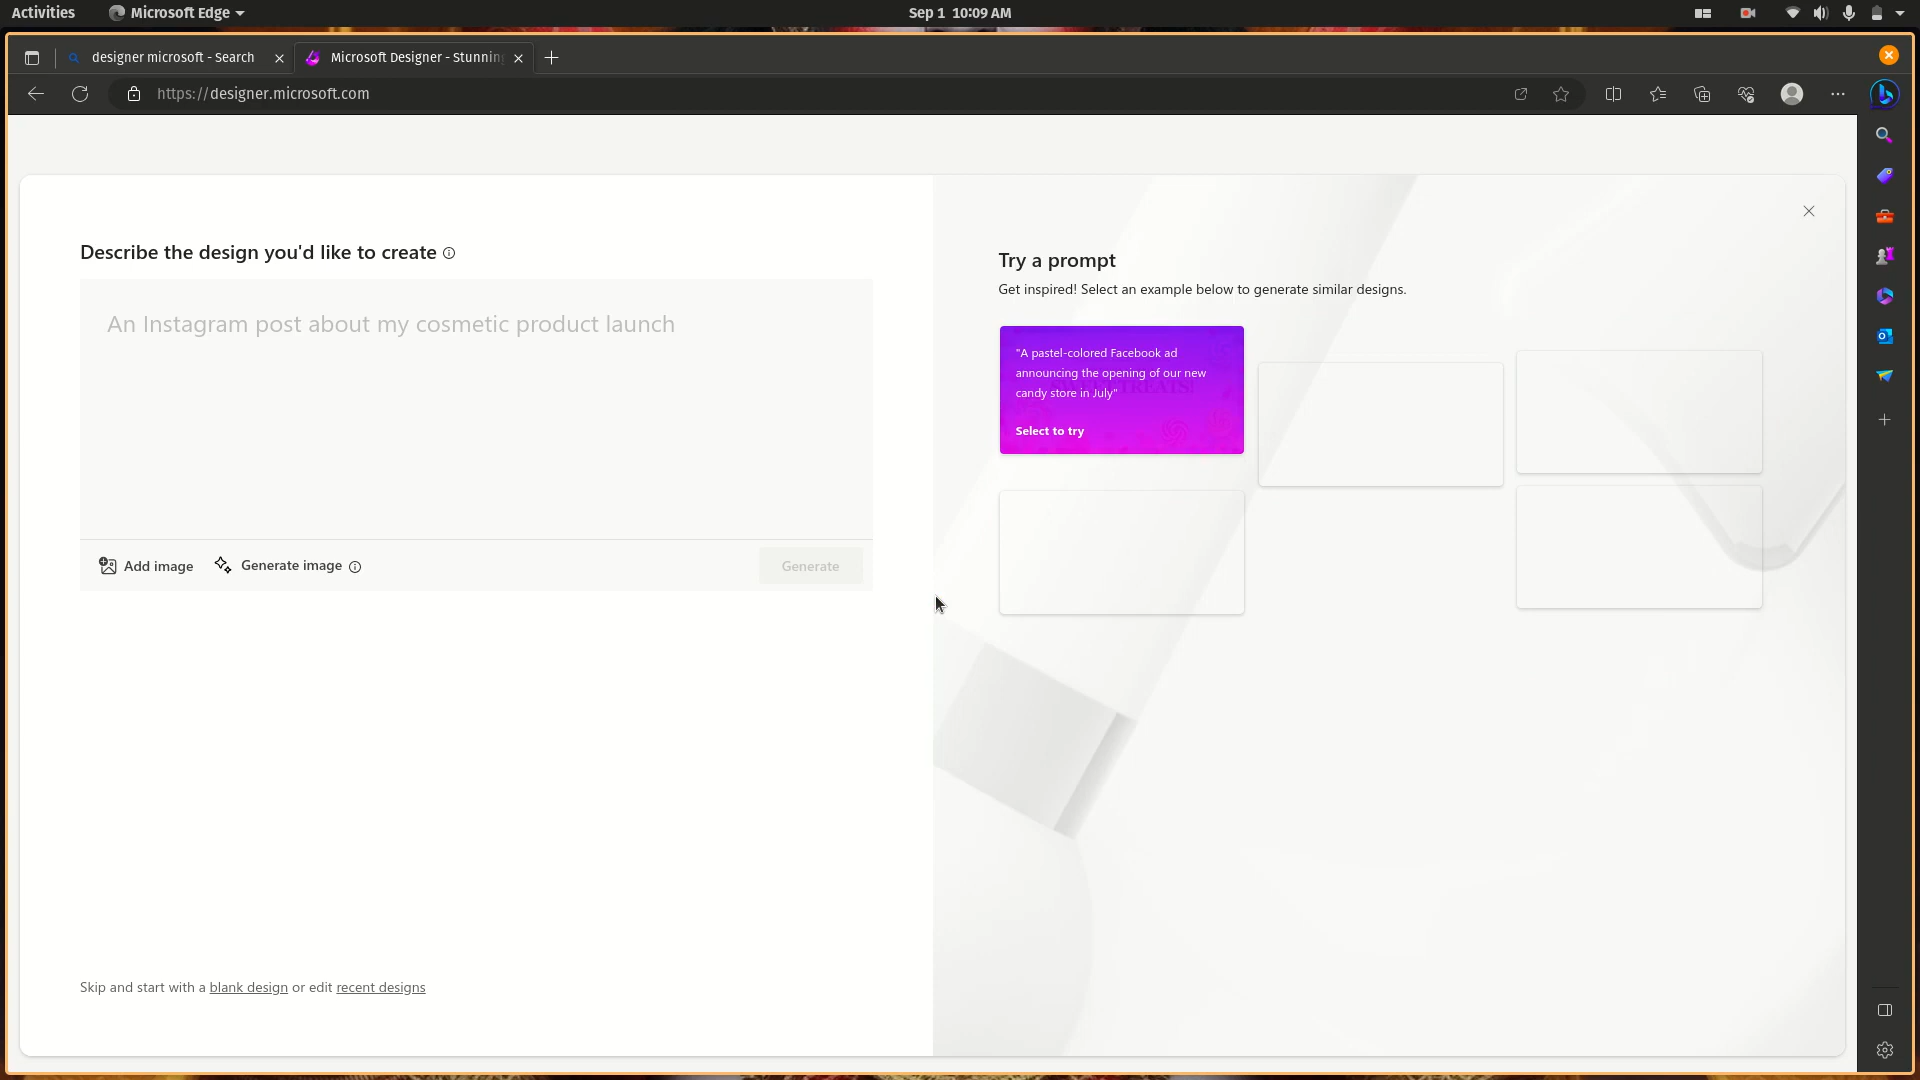 Activities
Microsoft Edge
Sep 1 10:09 AM
designer microsoft - Search
Microsoft Designer - Stunning
https://designer.microsoft.com
Describe the design you'd like to create
An Instagram post about my cosmetic product launch
Add image
Generate image
Generate
Skip and start with a blank design or edit recent designs
Try a prompt
Get inspired! Select an example below to generate similar designs.
"A pastel-colored Facebook ad
announcing the opening of our new
candy store in July"
Select to try